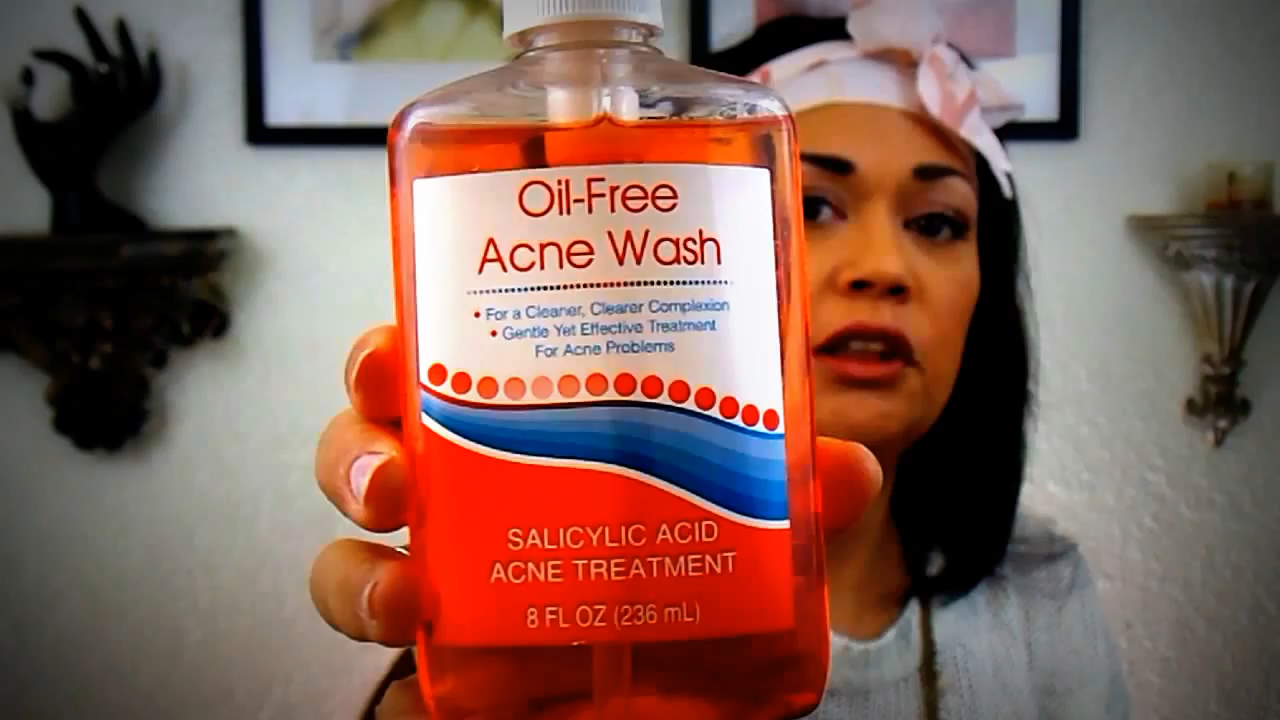 Oil-Free
Acne Wash
• For a Cleaner, Clearer Complexion
• Gentle Yet Effective Treatment
For Acne Problems
SALICYLIC ACID
ACNE TREATMENT
8 FL OZ (236 mL)